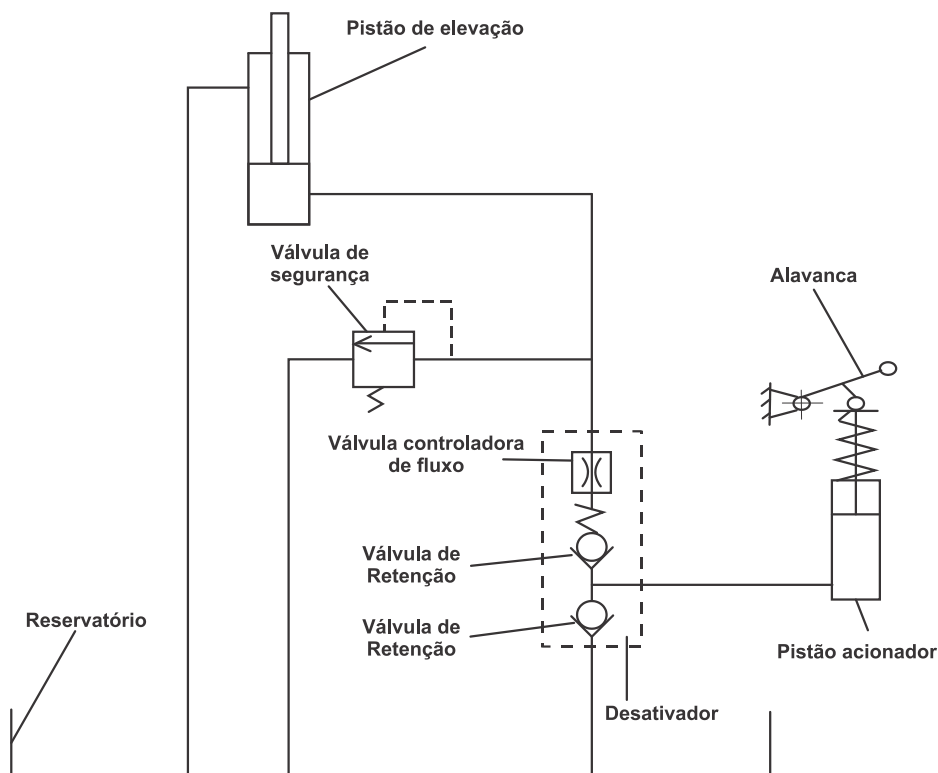 Pistão de elevação
Válvula de
segurança
Alavanca
Válvula controladora
de fluxo
Válvula de
Retenção
Válvula de
Retenção
Reservatório
Pistão acionador
Desativador